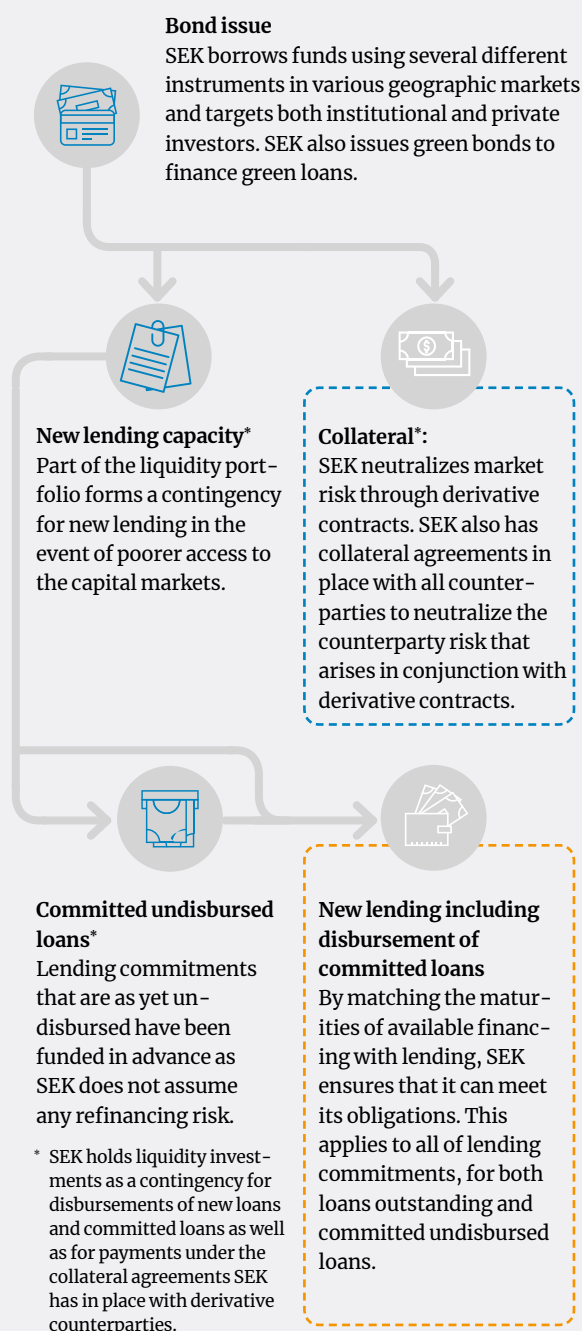 Bond issue
SEK borrows funds using several different
instruments in various geographic markets
and targets both institutional and private
investors. SEK also issues green bonds to
finance green loans.
New lending capacity*
Part of the liquidity port-
folio forms a contingency
for new lending in the
event of poorer access to
the capital markets.
Collateral*:
SEK neutralizes market
risk through derivative
contracts. SEK also has
collateral agreements in
place with all counter-
parties to neutralize the
counterparty risk that
arises in conjunction with
derivative contracts.
Committed undisbursed
loans*
Lending commitments
that are as yet un-
disbursed have been
funded in advance as
SEK does not assume
any refinancing risk.
* SEK holds liquidity invest-
ments as a contingency for
disbursements of new loans
and committed loans as well
as for payments under the
collateral agreements SEK
has in place with derivative
counterparties.
New lending including
disbursement of
committed loans
By matching the matur-
ities of available financ-
ing with lending, SEK
ensures that it can meet
its obligations. This
applies to all of lending
commitments, for both
loans outstanding and
committed undisbursed
loans.